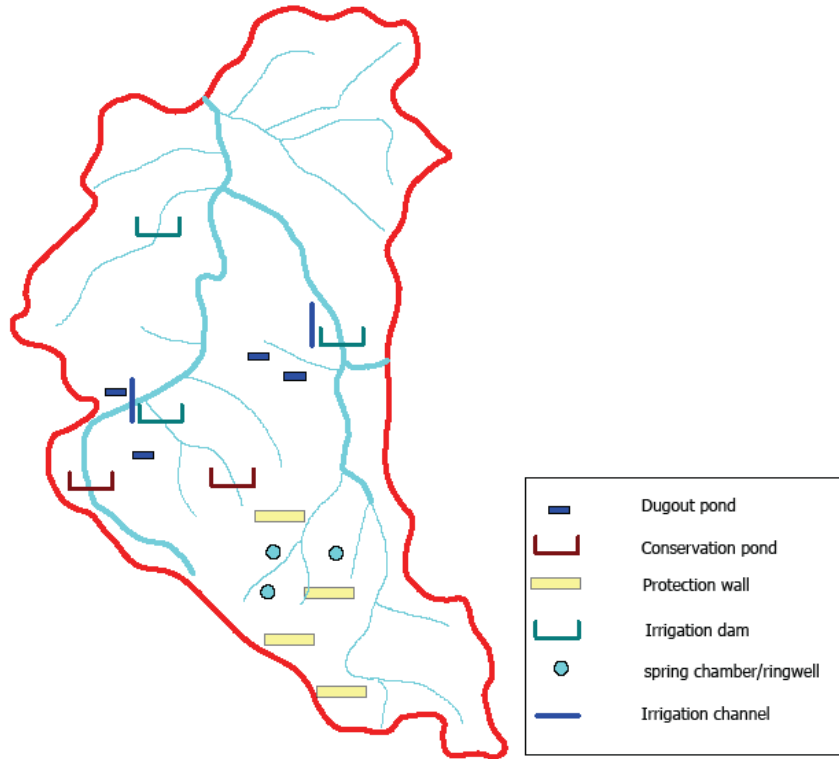 Dugout pond
Conservation pond
Protection wall
Irrigation dam
spring chamber/ringwell
Irrigation channel